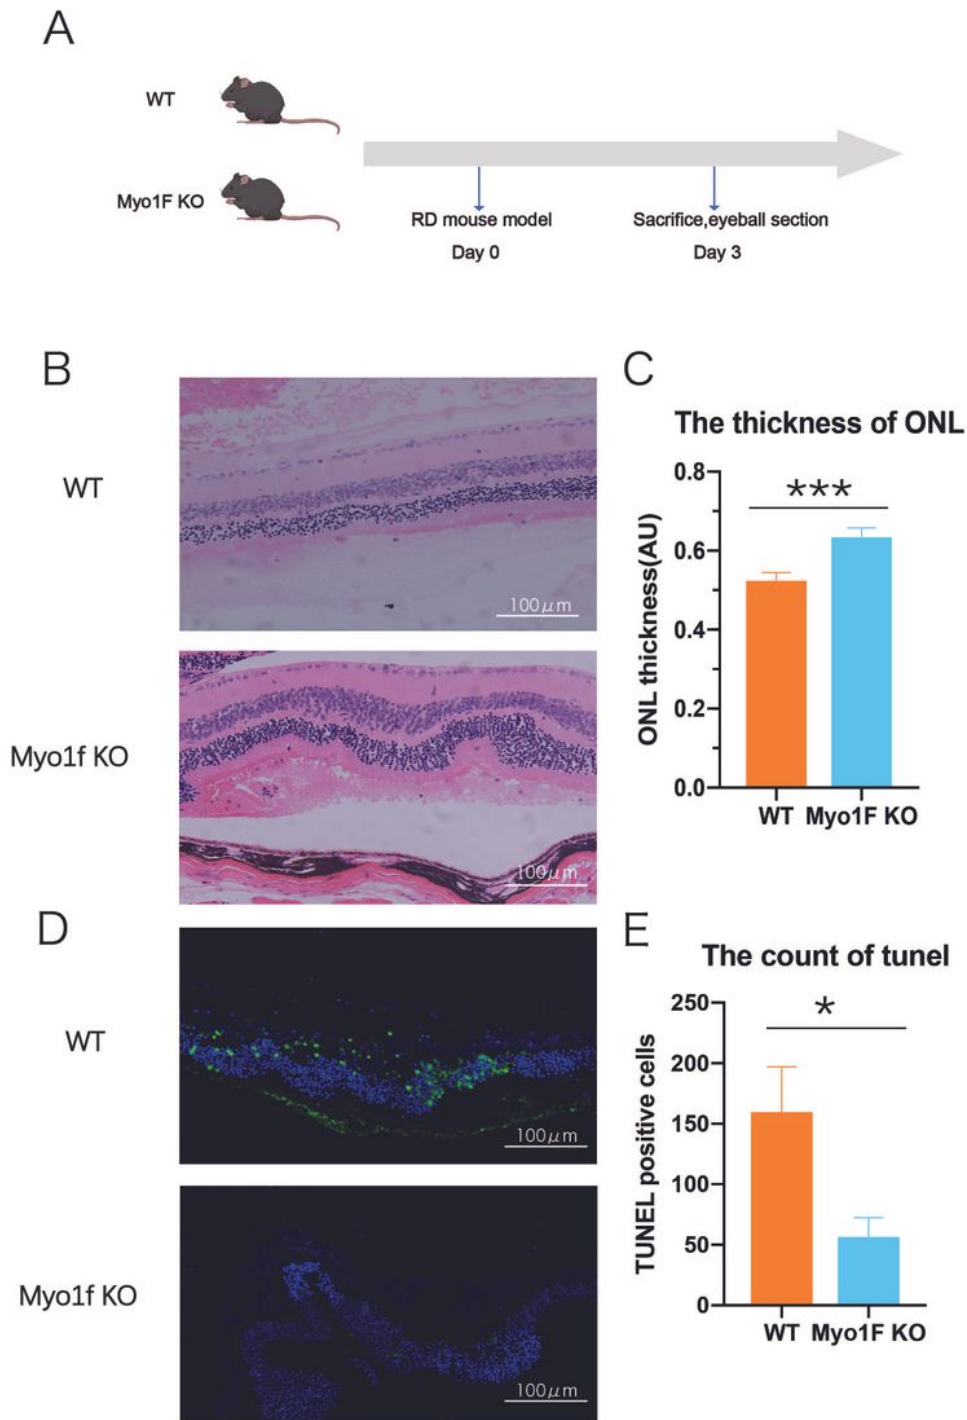 A
WT
Myo1F KO
RD mouse model
Day 0
Sacrifice,eyeball section
Day 3
B
WT
100μm
Myo1f KO
100μm
C
The thickness of ONL
ONL thickness(AU)
0.8
0.6
0.4
0.2
0.0
***
WT
Myo1F KO
D
WT
100μm
Myo1f KO
100μm
E
The count of tunel
TUNEL positive cells
250
200
150
100
50
0
*
WT
Myo1F KO